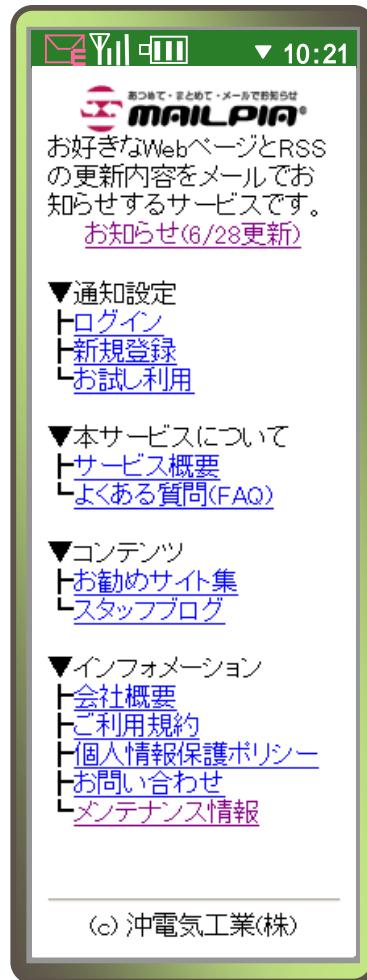 ▼ 10:21
あつめて・まとめて・メールでお知らせ
MAILPIA®
お好きなWebページとRSS
の更新内容をメールでお
知らせするサービスです。
お知らせ(6/28更新)
▼通知設定
┣ログイン
┣新規登録
┗お試し利用
▼本サービスについて
┣サービス概要
┗よくある質問(FAQ)
▼コンテンツ
┣お勧めサイト集
┗スタッフブログ
▼インフォメーション
┣会社概要
┣ご利用規約
┣個人情報保護ポリシー
┣お問い合わせ
┗メンテナンス情報
(c) 沖電気工業(株)